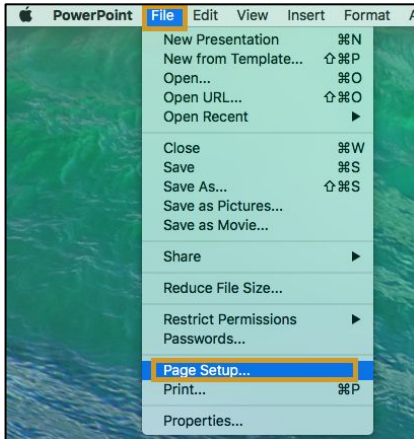 PowerPoint File Edit View Insert Format
New Presentation ⌘N
New from Template... ⇧⌘P
Open... ⌘O
Open URL... ⇧⌘O
Open Recent ▶
Close ⌘W
Save ⌘S
Save As... ⇧⌘S
Save as Pictures...
Save as Movie...
Share ▶
Reduce File Size...
Restrict Permissions ▶
Passwords...
Page Setup...
Print... ⌘P
Properties...